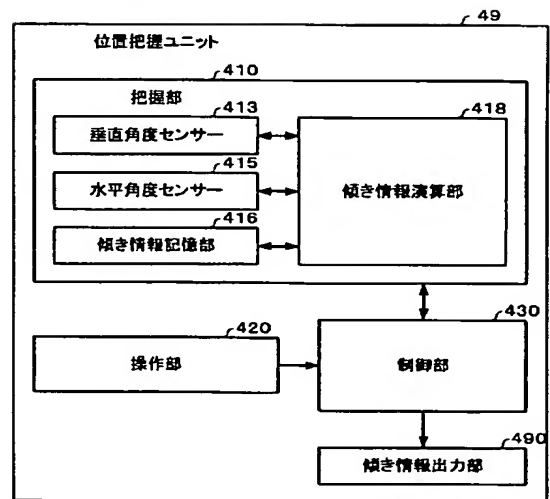 49
位置把握ユニット
410
把握部
413
垂直角度センサー
415
水平角度センサー
416
傾き情報記憶部
418
傾き情報演算部
420
操作部
430
制御部
490
傾き情報出力部